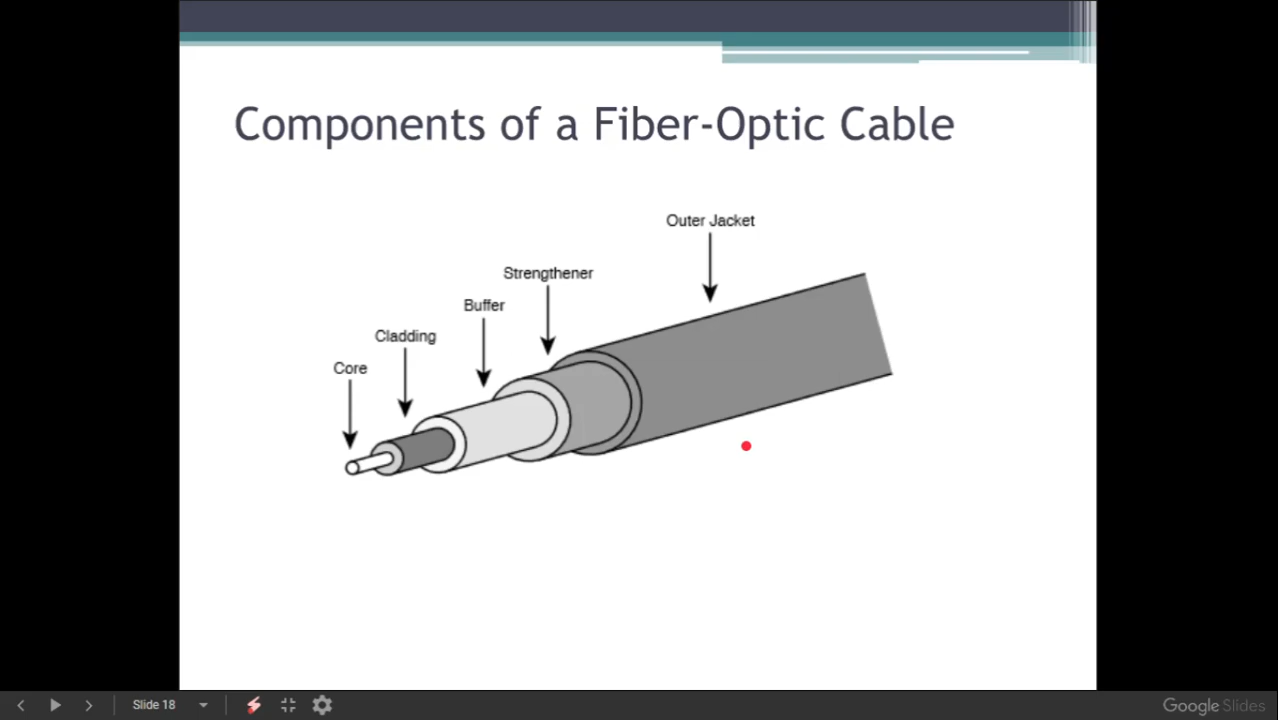 Components of a Fiber-Optic Cable
Outer Jacket
Strengthener
Buffer
Cladding
Core
Slide 18
Google Slides